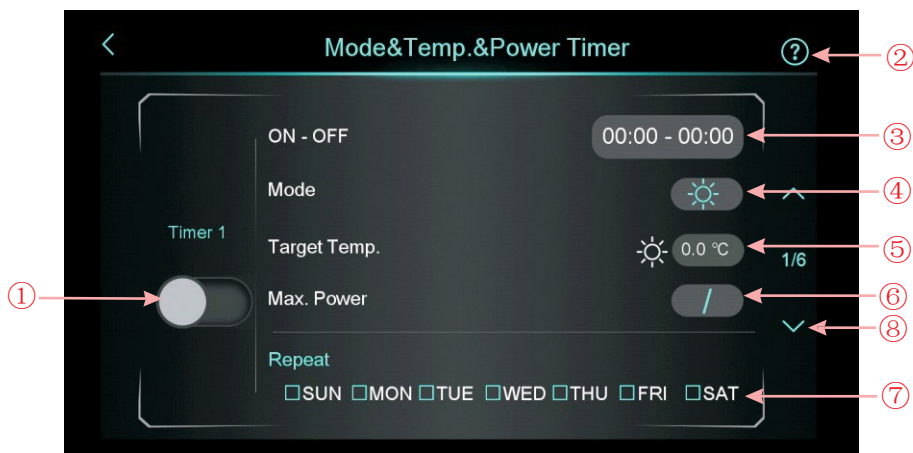 Mode&Temp.&Power Timer
? ②
ON - OFF 00:00 - 00:00 ③
Mode ④
Timer 1
Target Temp. 0.0 ℃ ⑤
1/6
① Max. Power / ⑥
⑧
Repeat
SUN MON TUE WED THU FRI SAT ⑦